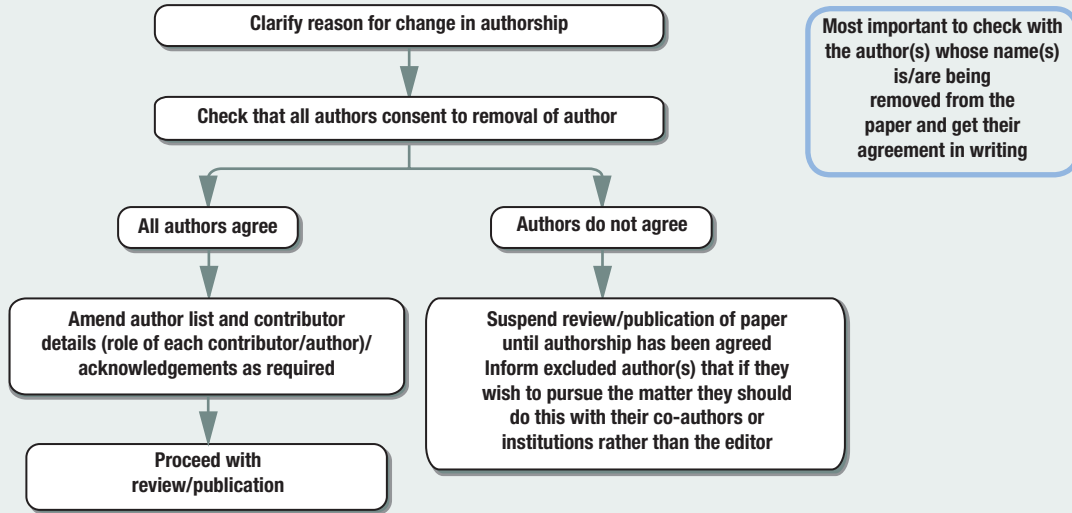 Clarify reason for change in authorship
Most important to check with
the author(s) whose name(s)
is/are being
removed from the
paper and get their
agreement in writing
Check that all authors consent to removal of author
All authors agree
Authors do not agree
Amend author list and contributor
details (role of each contributor/author)/
acknowledgements as required
Suspend review/publication of paper
until authorship has been agreed
Inform excluded author(s) that if they
wish to pursue the matter they should
do this with their co-authors or
institutions rather than the editor
Proceed with
review/publication